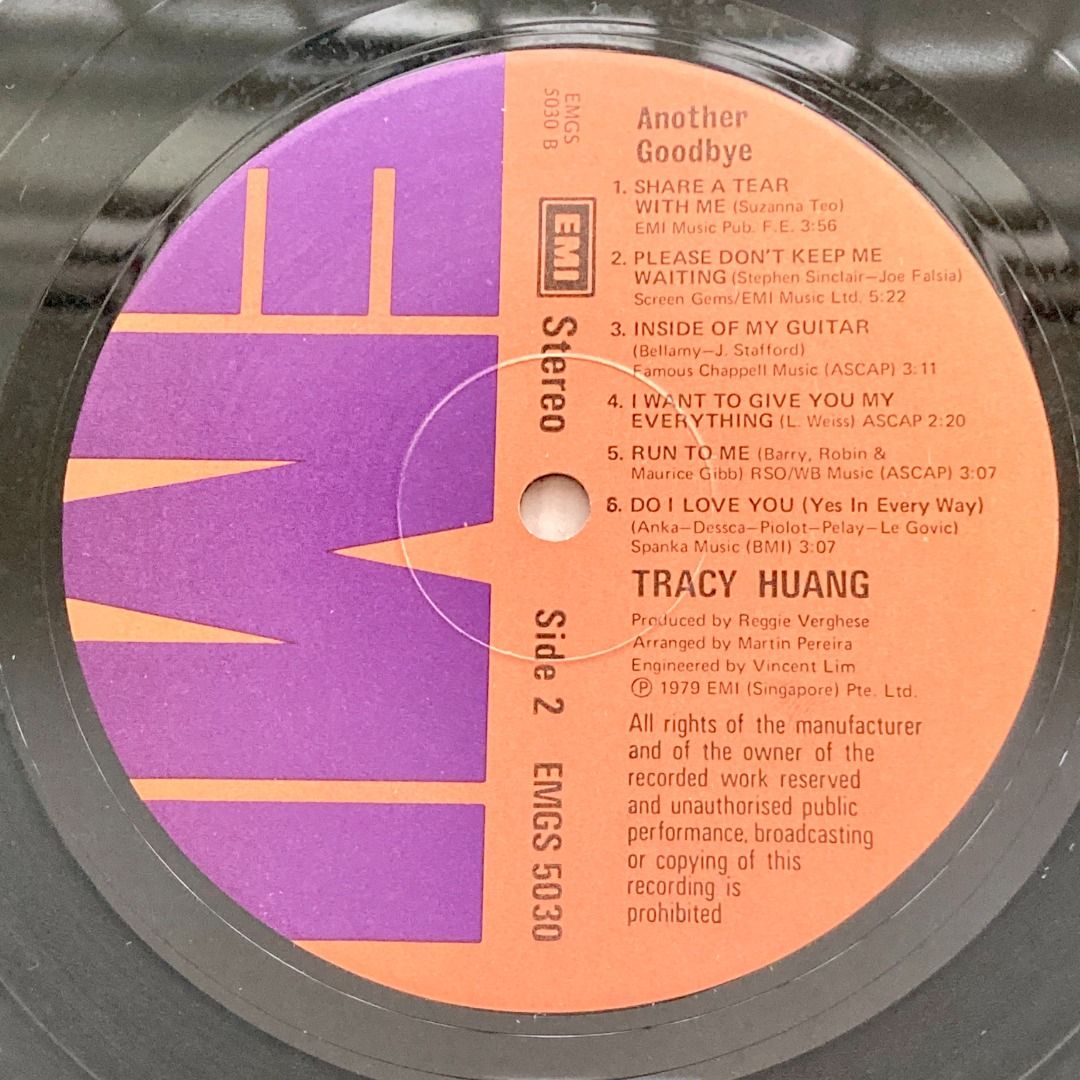 EMGS
5030 B
EMI
Stereo
Side 2
EMGS 5030
Another
Goodbye
1. SHARE A TEAR
WITH ME (Suzanna Teo)
EMI Music Pub. F.E. 3:56
2. PLEASE DON'T KEEP ME
WAITING (Stephen Sinclair–Joe Falsia)
Screen Gems/EMI Music Ltd. 5:22
3. INSIDE OF MY GUITAR
(Bellamy–J. Stafford)
Famous Chappell Music (ASCAP) 3:11
4. I WANT TO GIVE YOU MY
EVERYTHING (L. Weiss) ASCAP 2:20
5. RUN TO ME (Barry, Robin &
Maurice Gibb) RSO/WB Music (ASCAP) 3:07
6. DO I LOVE YOU (Yes In Every Way)
(Anka–Dessca–Piolot–Pelay–Le Govic)
Spanka Music (BMI) 3:07
TRACY HUANG
Produced by Reggie Verghese
Arranged by Martin Pereira
Engineered by Vincent Lim
Ⓟ 1979 EMI (Singapore) Pte. Ltd.
All rights of the manufacturer
and of the owner of the
recorded work reserved
and unauthorised public
performance, broadcasting
or copying of this
recording is
prohibited
EMI